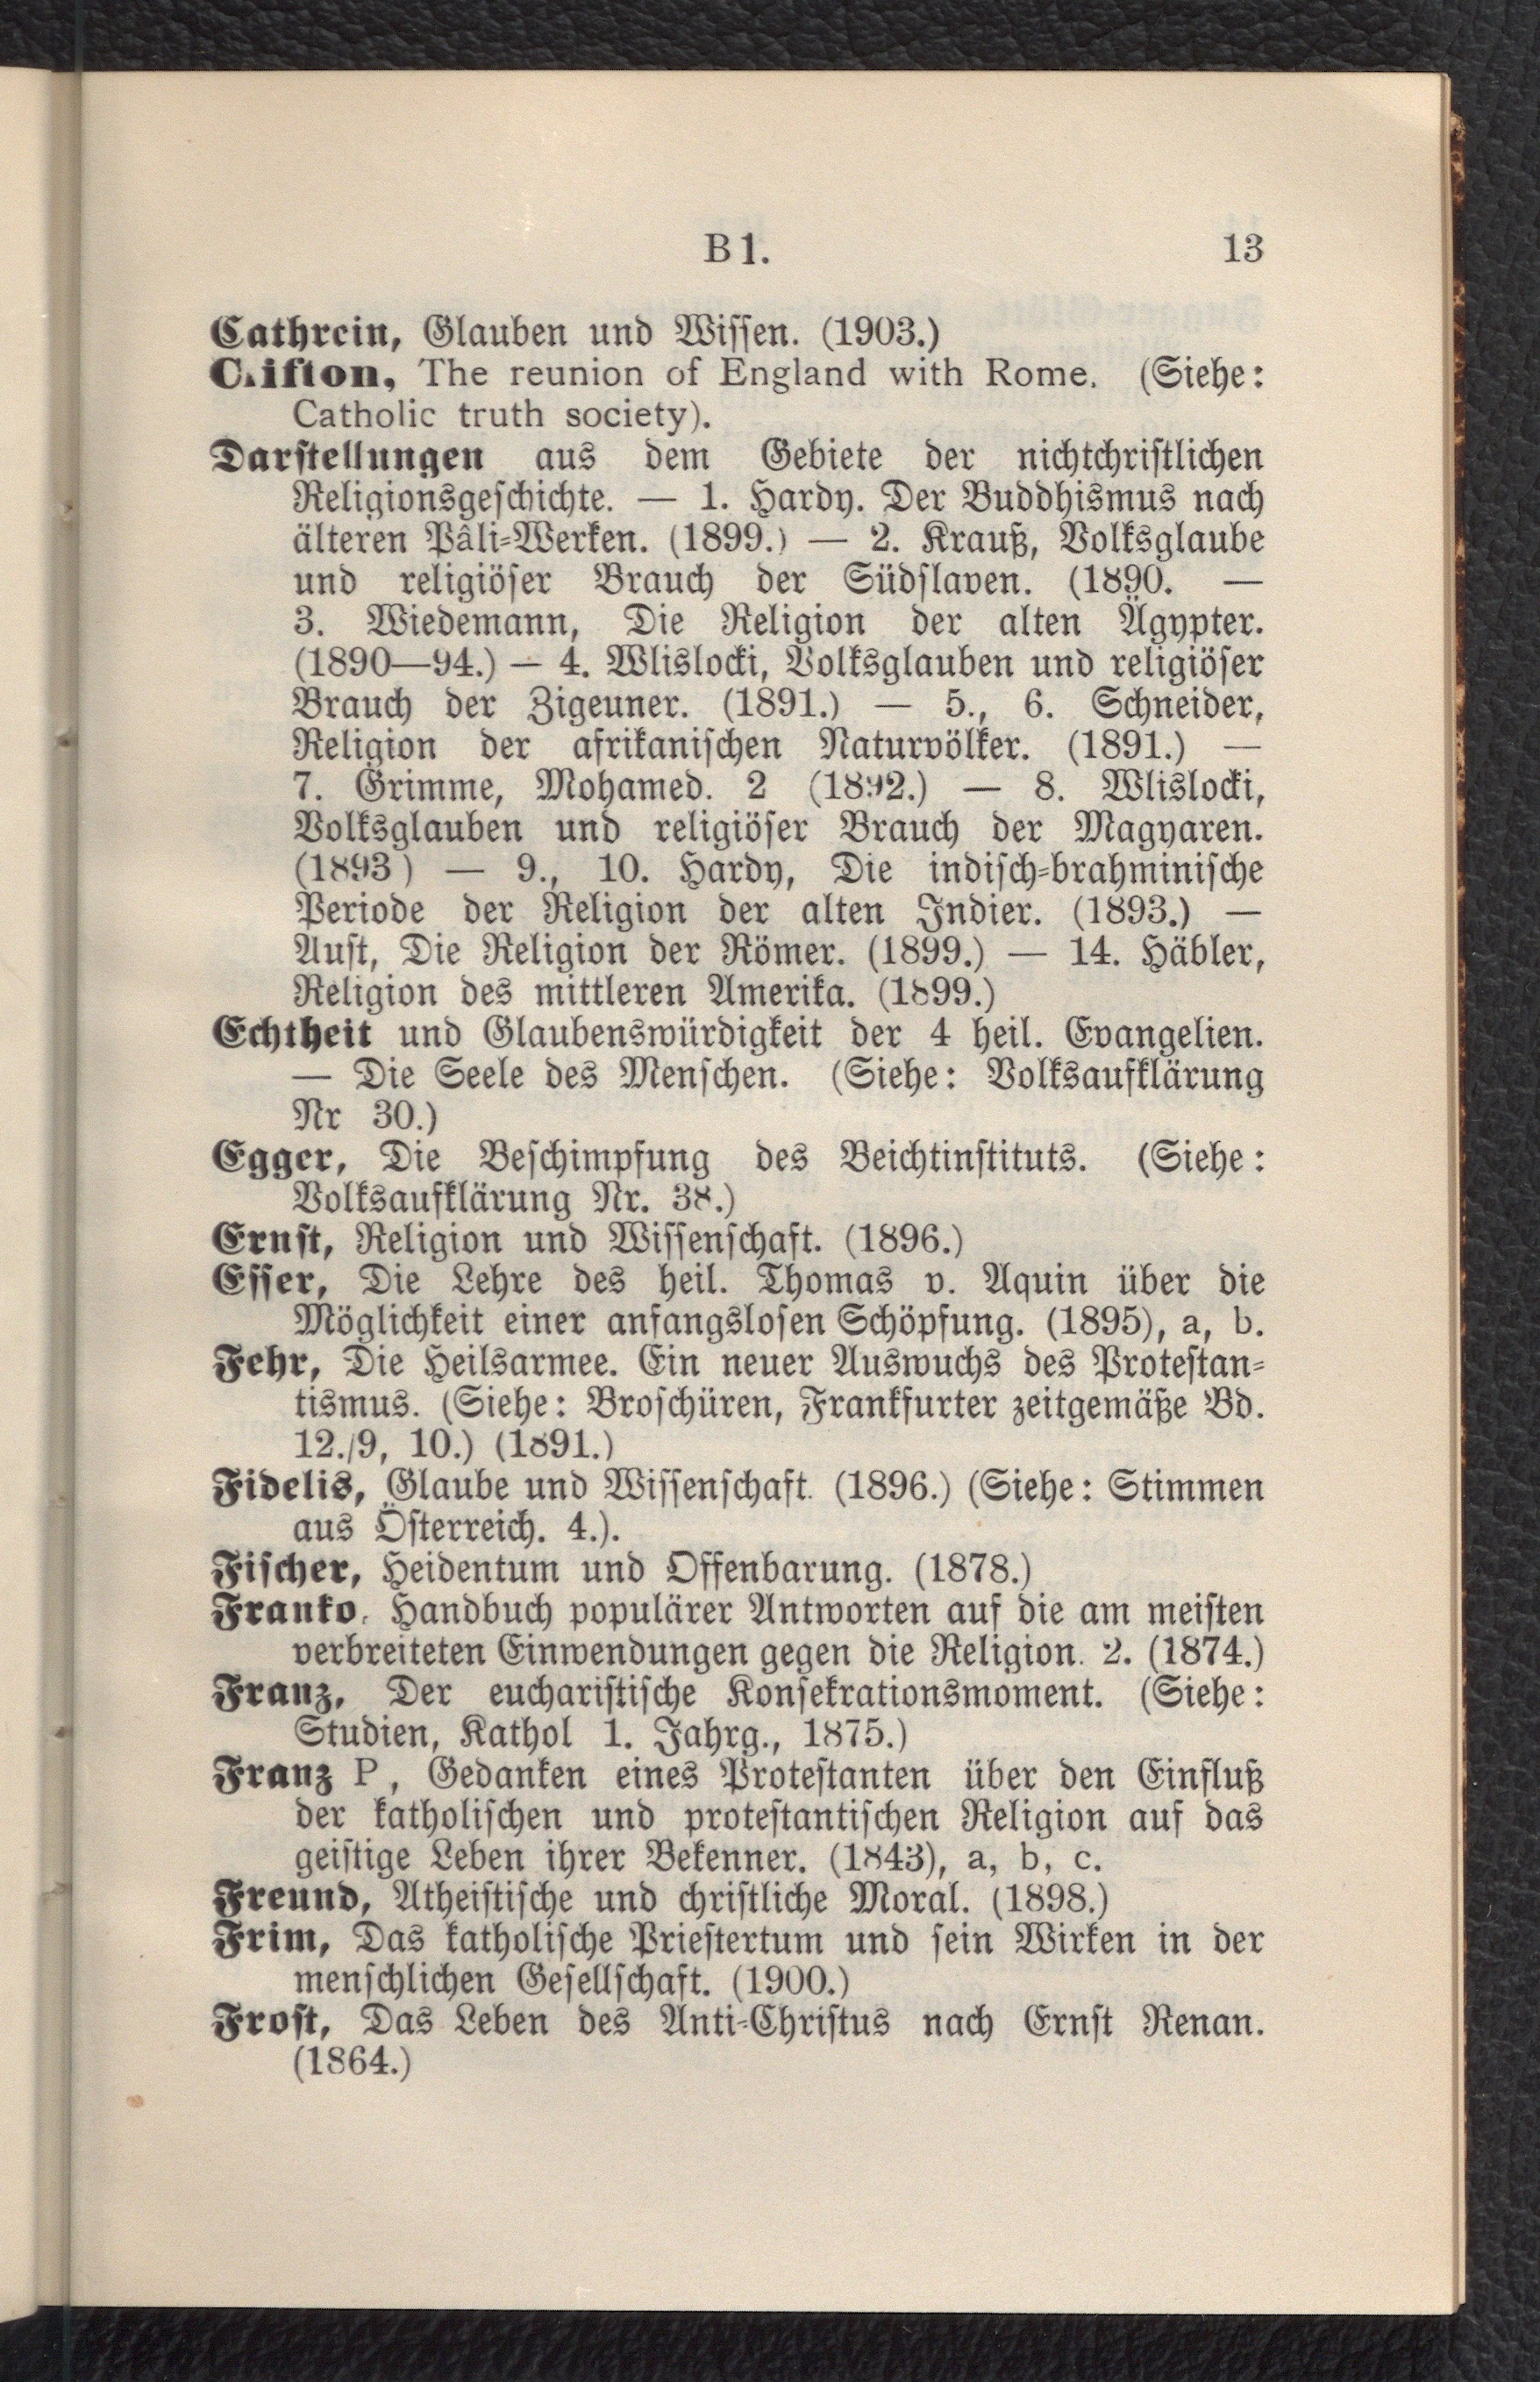 B 1. 13
Cathrein, Glauben und Wissen. (1903.)
Clifton, The reunion of England with Rome. (Siehe:
Catholic truth society).
Darstellungen aus dem Gebiete der nichtchristlichen
Religionsgeschichte. — 1. Hardy. Der Buddhismus nach
älteren Pâli-Werken. (1899.) — 2. Krauß, Volksglaube
und religiöser Brauch der Südslaven. (1890. —
3. Wiedemann, Die Religion der alten Ägypter.
(1890—94.) — 4. Wlislocki, Volksglauben und religiöser
Brauch der Zigeuner. (1891.) — 5., 6. Schneider,
Religion der afrikanischen Naturvölker. (1891.) —
7. Grimme, Mohamed. 2 (1892.) — 8. Wlislocki,
Volksglauben und religiöser Brauch der Magyaren.
(1893) — 9., 10. Hardy, Die indisch-brahminische
Periode der Religion der alten Indier. (1893.) —
Aust, Die Religion der Römer. (1899.) — 14. Häbler,
Religion des mittleren Amerika. (1899.)
Echtheit und Glaubenswürdigkeit der 4 heil. Evangelien.
— Die Seele des Menschen. (Siehe: Volksaufklärung
Nr 30.)
Egger, Die Beschimpfung des Beichtinstituts. (Siehe:
Volksaufklärung Nr. 38.)
Ernst, Religion und Wissenschaft. (1896.)
Esser, Die Lehre des heil. Thomas v. Aquin über die
Möglichkeit einer anfangslosen Schöpfung. (1895), a, b.
Fehr, Die Heilsarmee. Ein neuer Auswuchs des Protestan-
tismus. (Siehe: Broschüren, Frankfurter zeitgemäße Bd.
12./9, 10.) (1891.)
Fidelis, Glaube und Wissenschaft. (1896.) (Siehe: Stimmen
aus Österreich. 4.).
Fischer, Heidentum und Offenbarung. (1878.)
Franko, Handbuch populärer Antworten auf die am meisten
verbreiteten Einwendungen gegen die Religion. 2. (1874.)
Franz, Der eucharistische Konsekrationsmoment. (Siehe:
Studien, Kathol 1. Jahrg., 1875.)
Franz P, Gedanken eines Protestanten über den Einfluß
der katholischen und protestantischen Religion auf das
geistige Leben ihrer Bekenner. (1843), a, b, c.
Freund, Atheistische und christliche Moral. (1898.)
Frim, Das katholische Priestertum und sein Wirken in der
menschlichen Gesellschaft. (1900.)
Frost, Das Leben des Anti-Christus nach Ernst Renan.
(1864.)